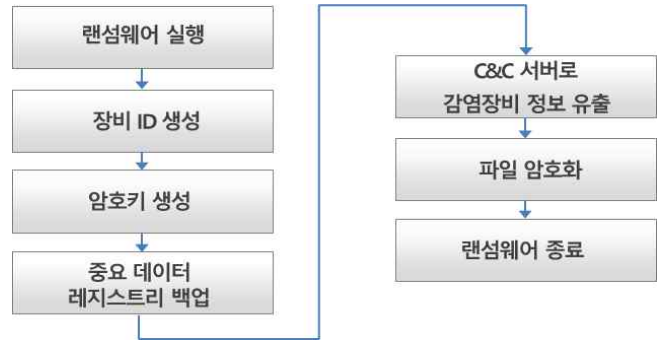 랜섬웨어 실행
장비 ID 생성
암호키 생성
중요 데이터
레지스트리 백업
C&C 서버로
감염장비 정보 유출
파일 암호화
랜섬웨어 종료